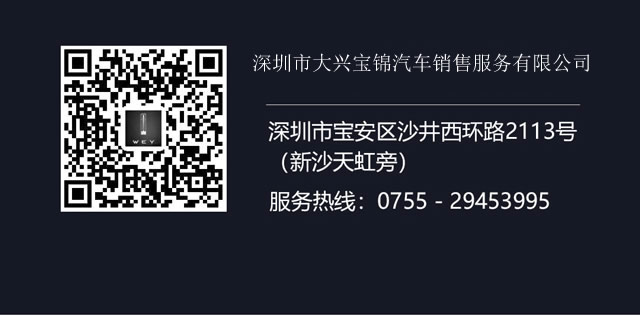 深圳市大兴宝锦汽车销售服务有限公司
深圳市宝安区沙井西环路2113号
（新沙天虹旁）
服务热线：0755 - 29453995
WEY